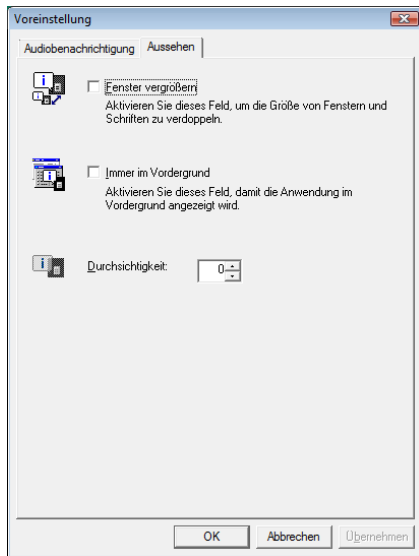 Voreinstellung
Audiobenachrichtigung Aussehen
Fenster vergrößern
Aktivieren Sie dieses Feld, um die Größe von Fenstern und
Schriften zu verdoppeln.
Immer im Vordergrund
Aktivieren Sie dieses Feld, damit die Anwendung im
Vordergrund angezeigt wird.
Durchsichtigkeit: 0
OK Abbrechen Übernehmen